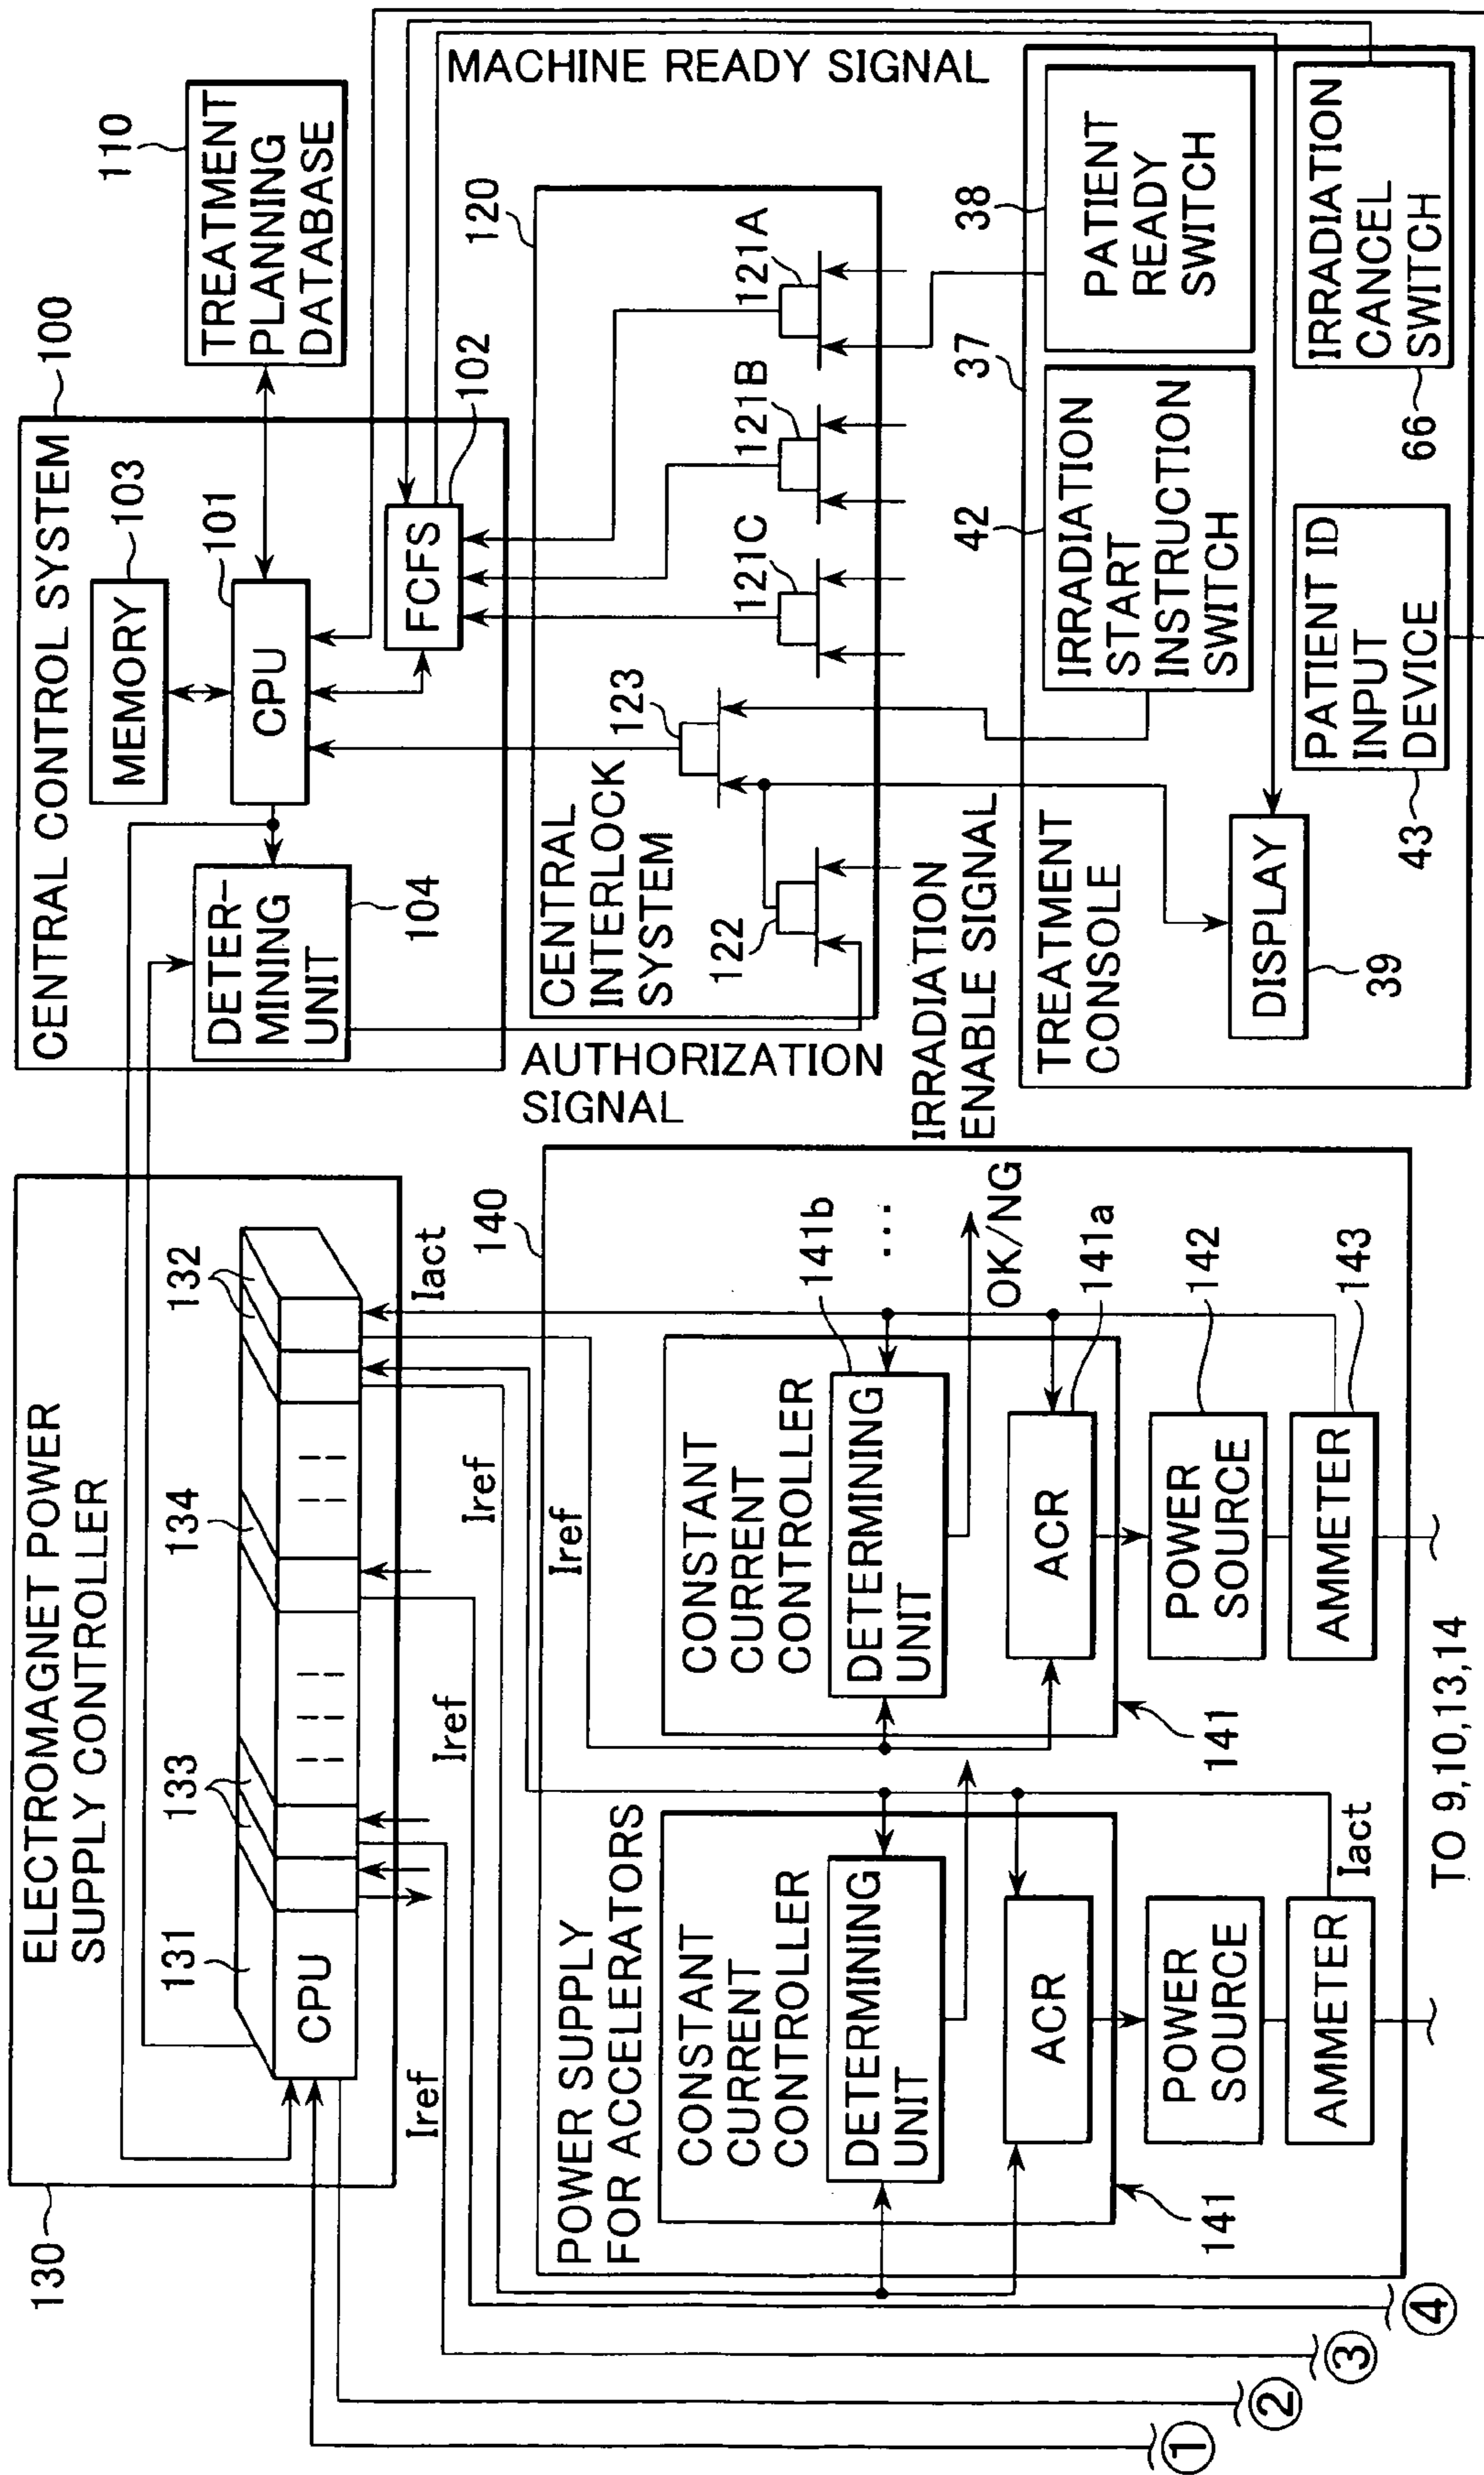 130
ELECTROMAGNET POWER
SUPPLY CONTROLLER
131
CPU
133
134
132
Iref
Iref
Iref
Iref
Iact
CENTRAL CONTROL SYSTEM
100
MEMORY
103
CPU
101
DETER-
MINING
UNIT
104
FCFS
102
TREATMENT
PLANNING
DATABASE
110
MACHINE READY SIGNAL
AUTHORIZATION
SIGNAL
CENTRAL
INTERLOCK
SYSTEM
120
122
123
121C
121B
121A
IRRADIATION
ENABLE SIGNAL
POWER SUPPLY
FOR ACCELERATORS
140
CONSTANT
CURRENT
CONTROLLER
DETERMINING
UNIT
ACR
141
POWER
SOURCE
AMMETER
Iact
CONSTANT
CURRENT
CONTROLLER
DETERMINING
UNIT
141b
...
OK/NG
ACR
141a
141
POWER
SOURCE
142
AMMETER
143
TO 9,10,13,14
TREATMENT
CONSOLE
37
DISPLAY
39
IRRADIATION
START
INSTRUCTION
SWITCH
42
PATIENT
READY
SWITCH
38
PATIENT ID
INPUT
DEVICE
43
IRRADIATION
CANCEL
SWITCH
66
①
②
③
④